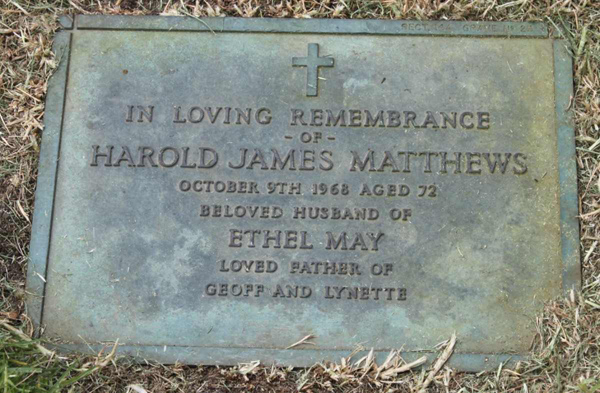 IN LOVING REMEMBRANCE
-OF-
HAROLD JAMES MATTHEWS
OCTOBER 9TH 1968 AGED 72
BELOVED HUSBAND OF
ETHEL MAY
LOVED FATHER OF
GEOFF AND LYNETTE